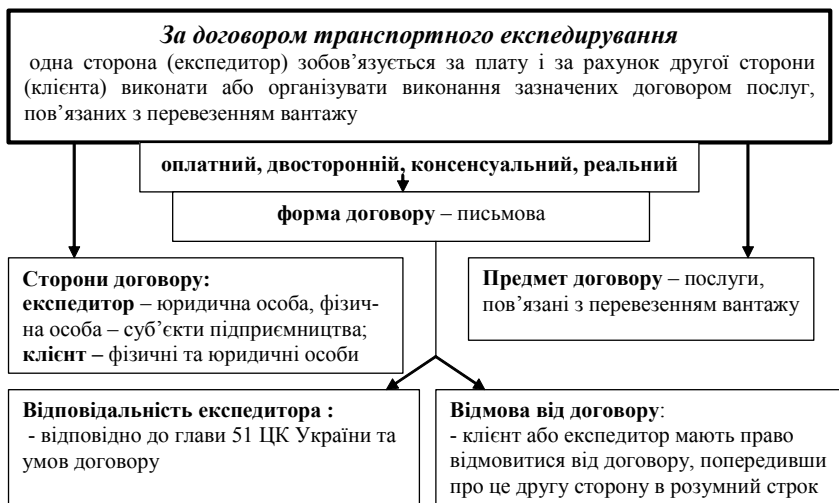 За договором транспортного експедирування
одна сторона (експедитор) зобов’язується за плату і за рахунок другої сторони
(клієнта) виконати або організувати виконання зазначених договором послуг,
пов’язаних з перевезенням вантажу
оплатний, двосторонній, консенсуальний, реальний
форма договору – письмова
Сторони договору:
експедитор – юридична особа, фізич-
на особа – суб’єкти підприємництва;
клієнт – фізичні та юридичні особи
Предмет договору – послуги,
пов’язані з перевезенням вантажу
Відповідальність експедитора :
- відповідно до глави 51 ЦК України та
умов договору
Відмова від договору:
- клієнт або експедитор мають право
відмовитися від договору, попередивши
про це другу сторону в розумний строк